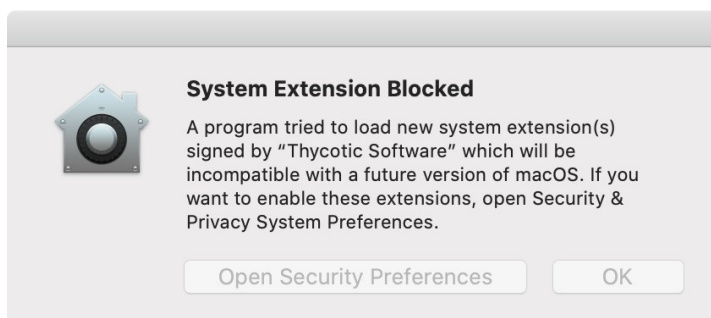 System Extension Blocked
A program tried to load new system extension(s)
signed by “Thycotic Software” which will be
incompatible with a future version of macOS. If you
want to enable these extensions, open Security &
Privacy System Preferences.
Open Security Preferences
OK